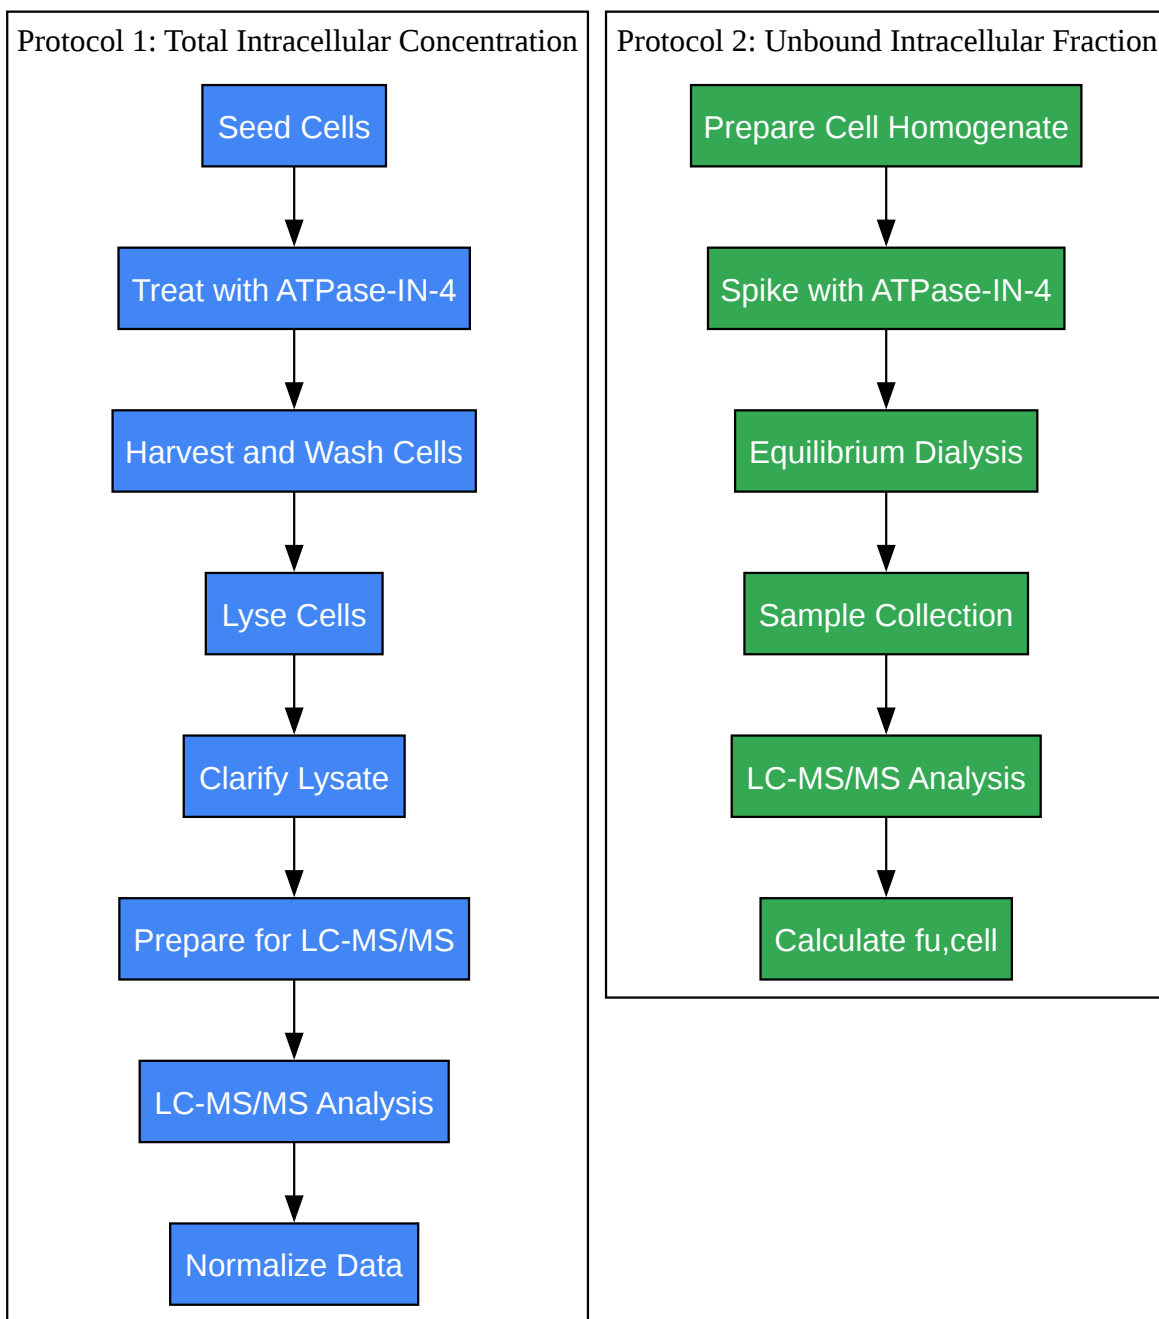 Protocol 1: Total Intracellular Concentration
Seed Cells
Treat with ATPase-IN-4
Harvest and Wash Cells
Lyse Cells
Clarify Lysate
Prepare for LC-MS/MS
LC-MS/MS Analysis
Normalize Data
Protocol 2: Unbound Intracellular Fraction
Prepare Cell Homogenate
Spike with ATPase-IN-4
Equilibrium Dialysis
Sample Collection
LC-MS/MS Analysis
Calculate fu,cell